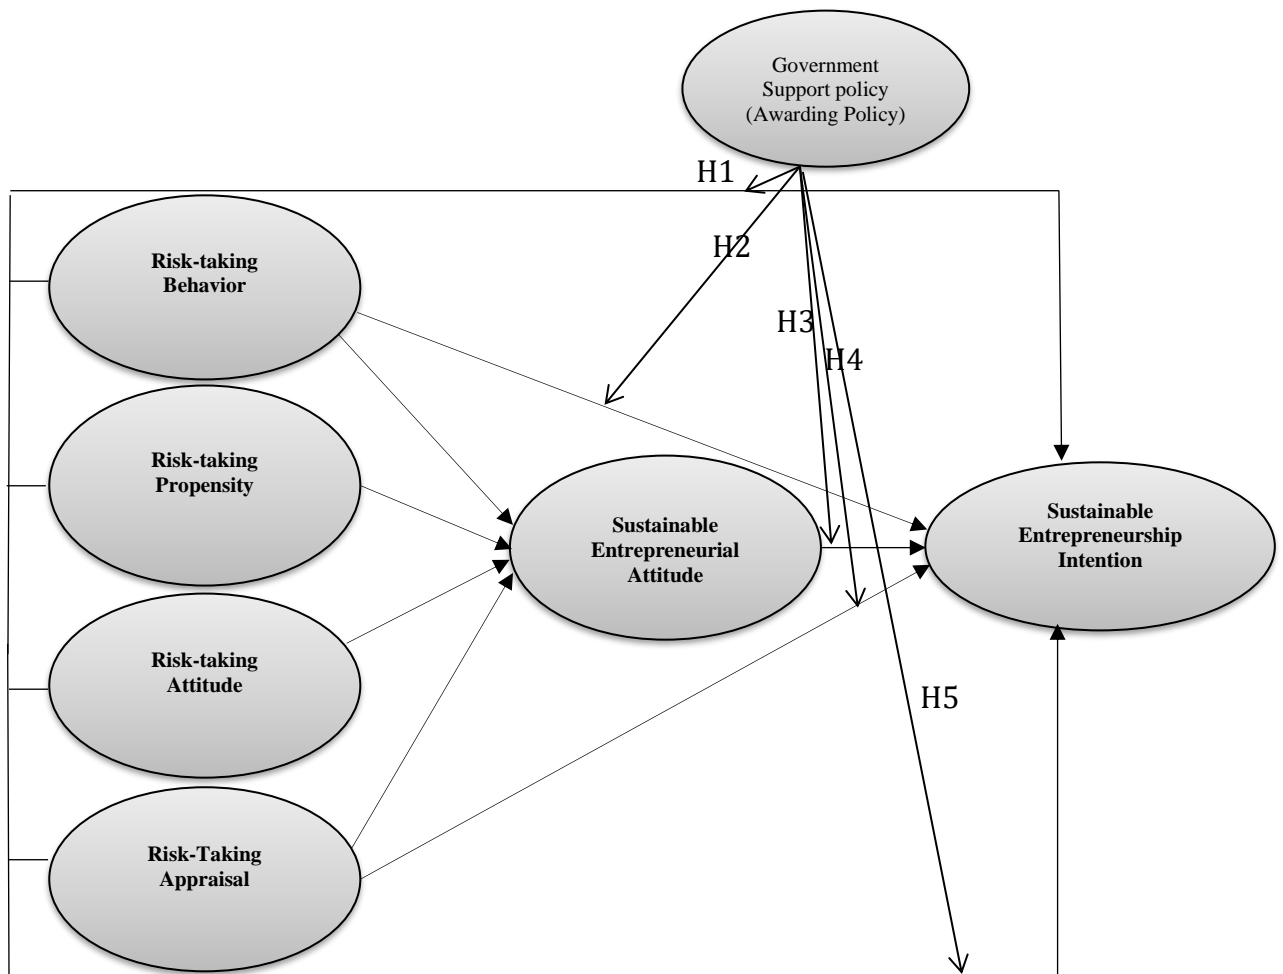 Government
Support policy
(Awarding Policy)
H1
Risk-taking
Behavior
H2
H3
H4
Risk-taking
Propensity
Sustainable
Entrepreneurial
Attitude
Sustainable
Entrepreneurship
Intention
Risk-taking
Attitude
H5
Risk-Taking
Appraisal